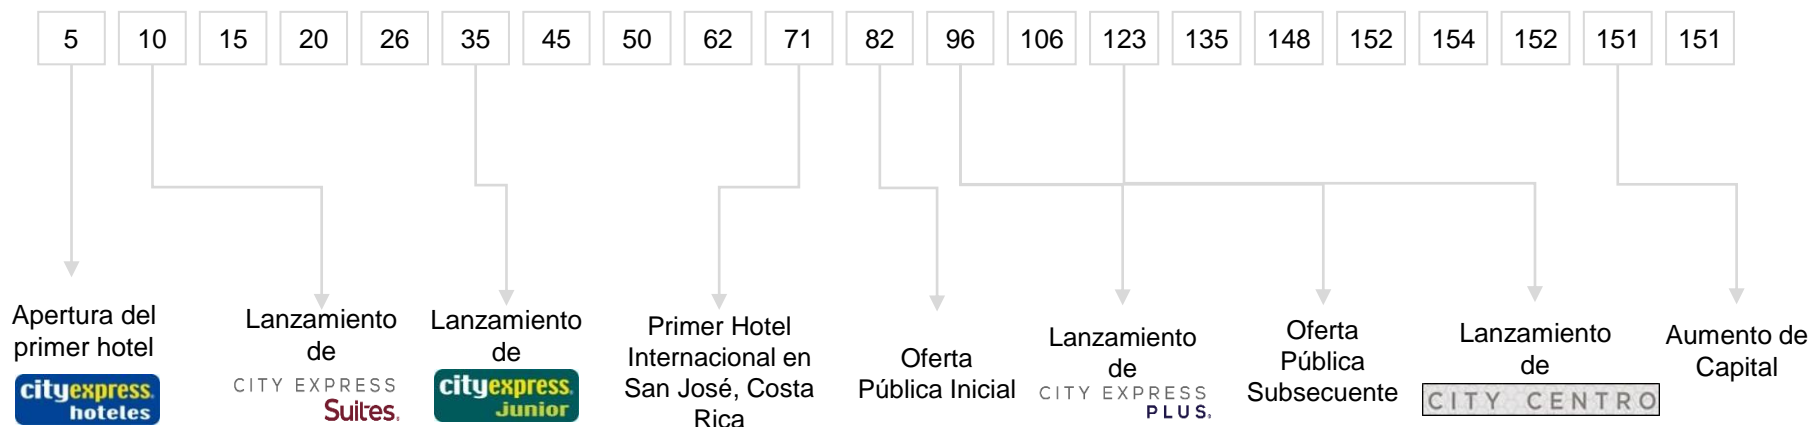 5 10 15 20 26 35 45 50 62 71 82 96 106 123 135 148 152 154 152 151 151
Apertura del
primer hotel
cityexpress.
hoteles
Lanzamiento
de
CITY EXPRESS
Suites.
Lanzamiento
de
cityexpress.
Junior
Primer Hotel
Internacional en
San José, Costa
Rica
Oferta
Pública Inicial
Lanzamiento
de
CITY EXPRESS
PLUS.
Oferta
Pública
Subsecuente
Lanzamiento
de
CITY CENTRO
Aumento de
Capital